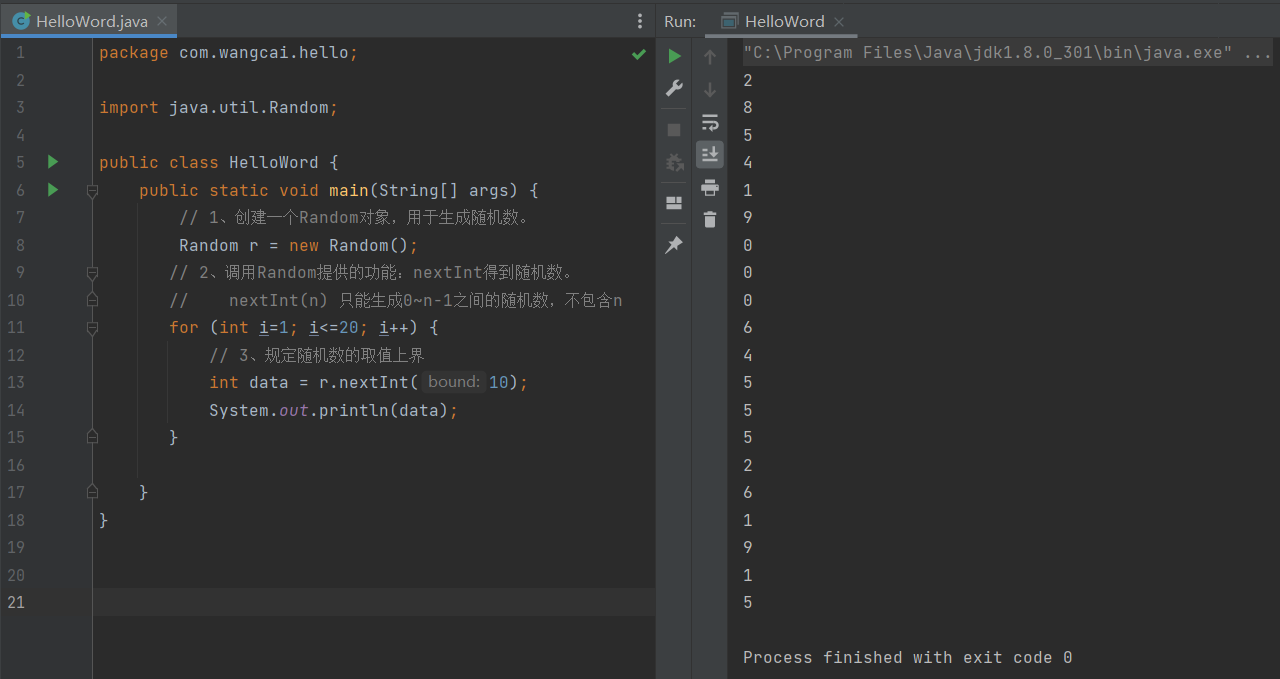 HelloWord.java
1 package com.wangcai.hello;
2
3 import java.util.Random;
4
5 public class HelloWord {
6 public static void main(String[] args) {
7 // 1、创建一个Random对象，用于生成随机数。
8 Random r = new Random();
9 // 2、调用Random提供的功能：nextInt得到随机数。
10 // nextInt(n) 只能生成0~n-1之间的随机数，不包含n
11 for (int i=1; i<=20; i++) {
12 // 3、规定随机数的取值上界
13 int data = r.nextInt( bound: 10);
14 System.out.println(data);
15 }
16
17 }
18 }
19
20
21
Run: HelloWord
"C:\Program Files\Java\jdk1.8.0_301\bin\java.exe" ...
2
8
5
4
1
9
0
0
0
6
4
5
5
5
2
6
1
9
1
5
Process finished with exit code 0